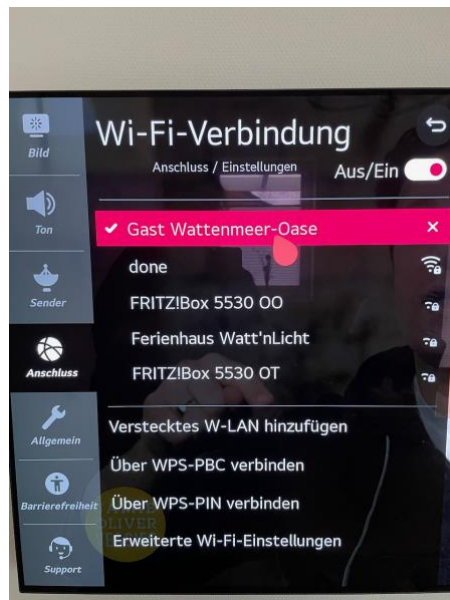 Wi-Fi-Verbindung
Anschluss / Einstellungen
Aus/Ein
Bild
Ton
Sender
Anschluss
Allgemein
Barrierefreiheit
Support
Gast Wattenmeer-Oase
done
FRITZ!Box 5530 OO
Ferienhaus Watt'nLicht
FRITZ!Box 5530 OT
Verstecktes W-LAN hinzufügen
Über WPS-PBC verbinden
Über WPS-PIN verbinden
Erweiterte Wi-Fi-Einstellungen
OLIVER